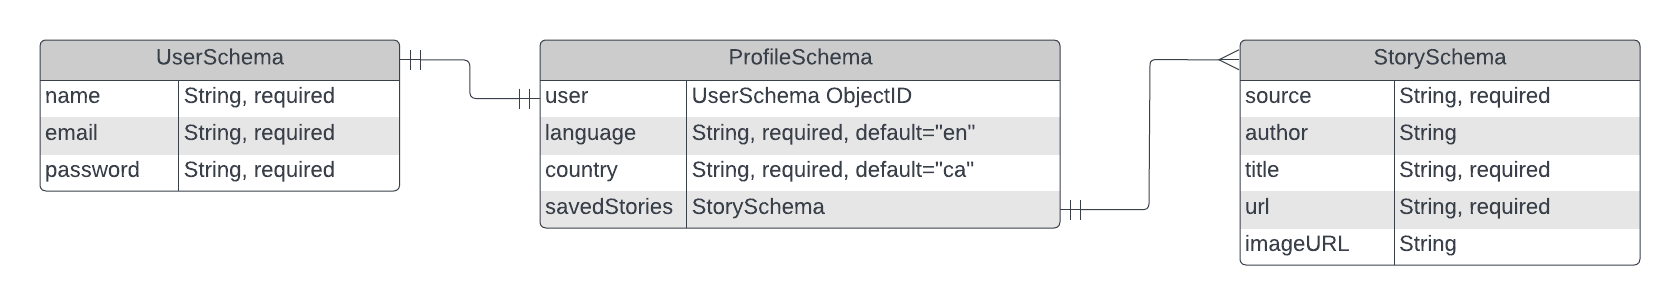 UserSchema
name String, required
email String, required
password String, required
ProfileSchema
user UserSchema ObjectID
language String, required, default="en"
country String, required, default="ca"
savedStories StorySchema
StorySchema
source String, required
author String
title String, required
url String, required
imageURL String